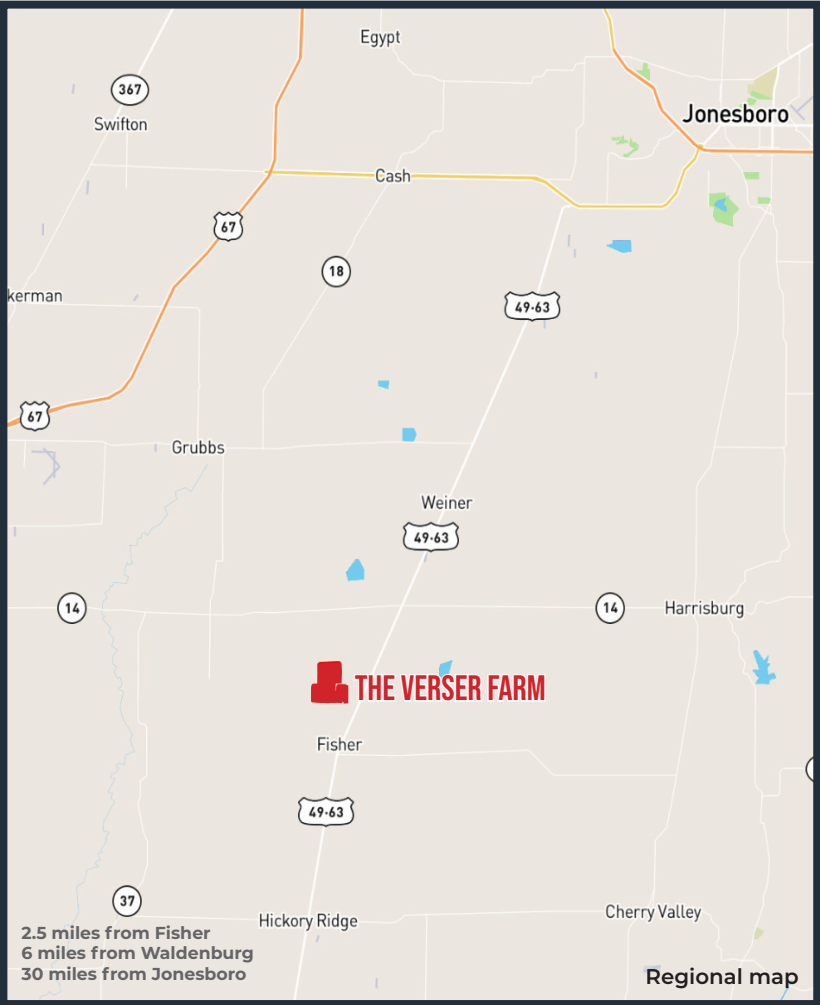 Egypt
367
Swifton
Jonesboro
Cash
67
18
kerman
49-63
67
Grubbs
Weiner
49-63
14
14
Harrisburg
THE VERSER FARM
Fisher
49-63
37
Hickory Ridge
Cherry Valley
2.5 miles from Fisher
6 miles from Waldenburg
30 miles from Jonesboro
Regional map